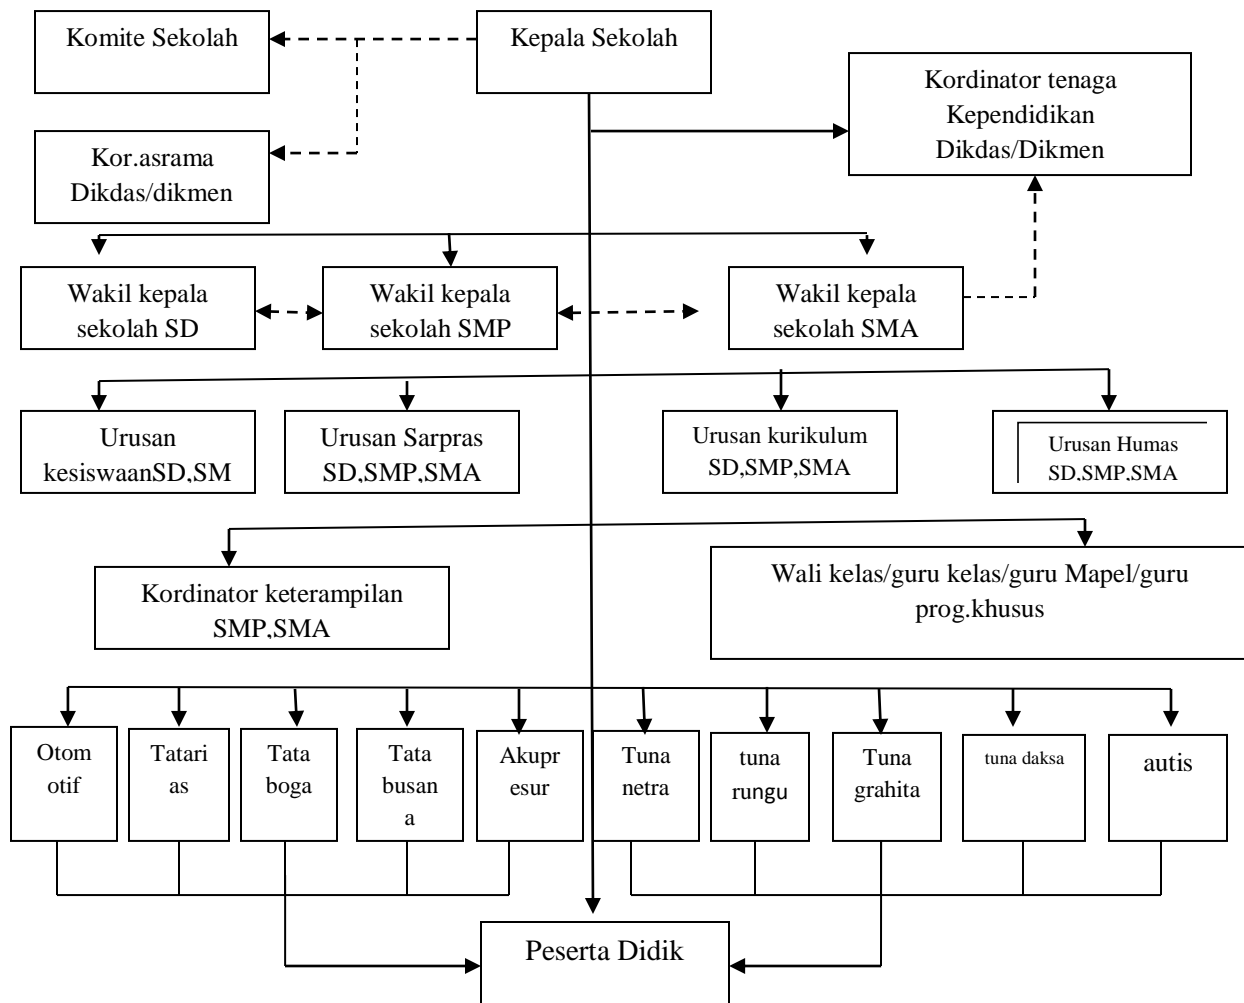 Komite Sekolah
Kepala Sekolah
Kordinator tenaga
Kependidikan
Dikdas/Dikmen
Kor.asrama
Dikdas/dikmen
Wakil kepala
sekolah SD
Wakil kepala
sekolah SMP
Wakil kepala
sekolah SMA
Urusan
kesiswaanSD,SM
Urusan Sarpras
SD,SMP,SMA
Urusan kurikulum
SD,SMP,SMA
Urusan Humas
SD,SMP,SMA
Kordinator keterampilan
SMP,SMA
Wali kelas/guru kelas/guru Mapel/guru
prog.khusus
Otom
otif
Tatari
as
Tata
boga
Tata
busan
a
Akupr
esur
Tuna
netra
tuna
rungu
Tuna
grahita
tuna daksa
autis
Peserta Didik